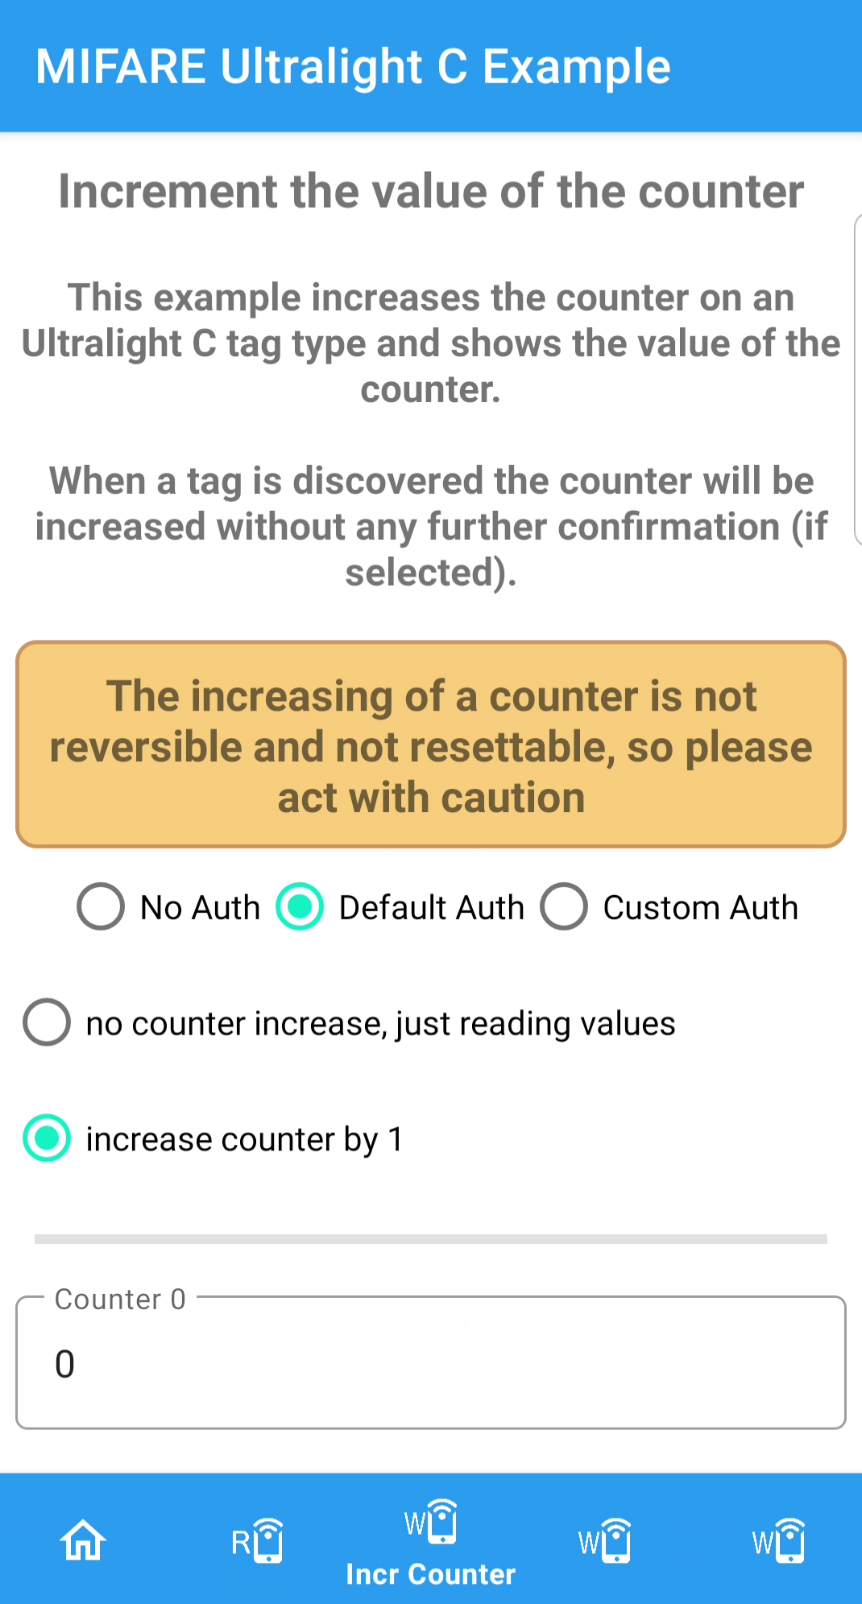 MIFARE Ultralight C Example
Increment the value of the counter
This example increases the counter on an
Ultralight C tag type and shows the value of the
counter.
When a tag is discovered the counter will be
increased without any further confirmation (if
selected).
The increasing of a counter is not
reversible and not resettable, so please
act with caution
No Auth Default Auth Custom Auth
no counter increase, just reading values
increase counter by 1
Counter 0
0
R W W W
Incr Counter